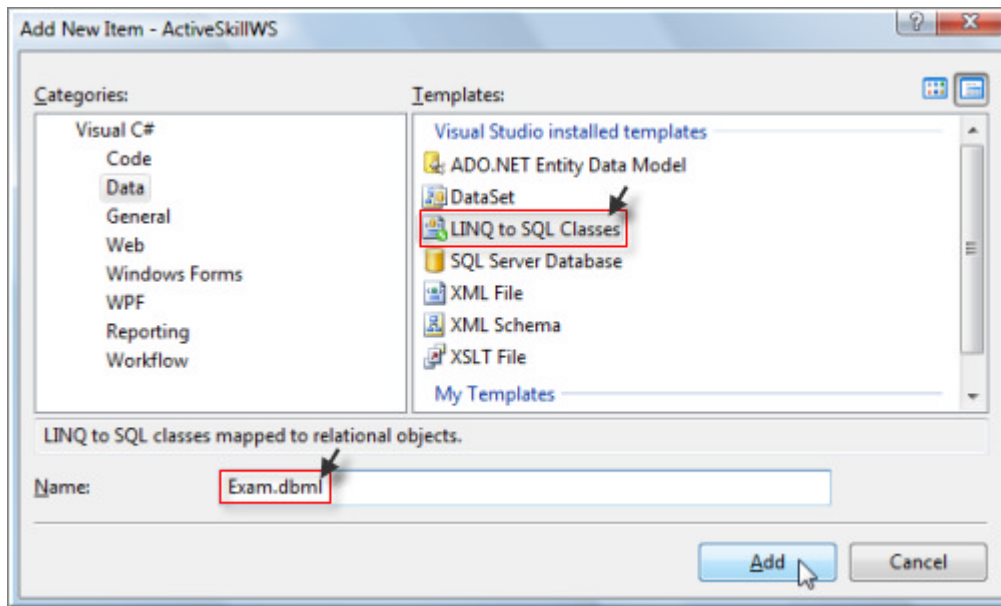 Add New Item - ActiveSkillWS
Categories:
Templates:
Visual C#
Code
Data
General
Web
Windows Forms
WPF
Reporting
Workflow
Visual Studio installed templates
ADO.NET Entity Data Model
DataSet
LINQ to SQL Classes
SQL Server Database
XML File
XML Schema
XSLT File
My Templates
LINQ to SQL classes mapped to relational objects.
Name:
Exam.dbml
Add
Cancel